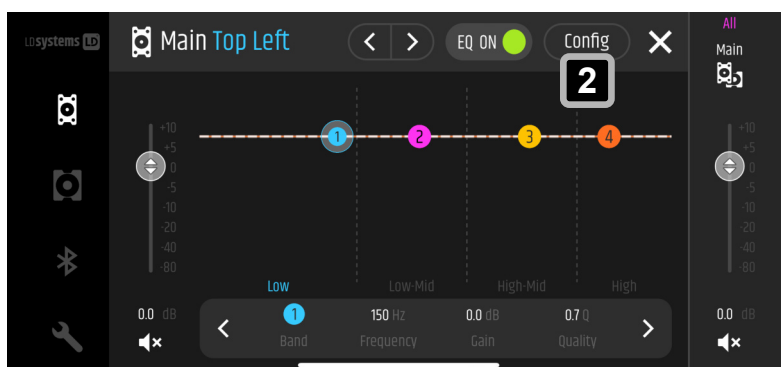 LD systems LD
Main Top Left
EQ ON
Config
2
All
Main
+10
+5
0
-5
-10
-20
-40
-80
0.0 dB
1
2
3
4
Low
Low-Mid
High-Mid
High
1
Band
150 Hz
Frequency
0.0 dB
Gain
0.7 Q
Quality
+10
+5
0
-5
-10
-20
-40
-80
0.0 dB